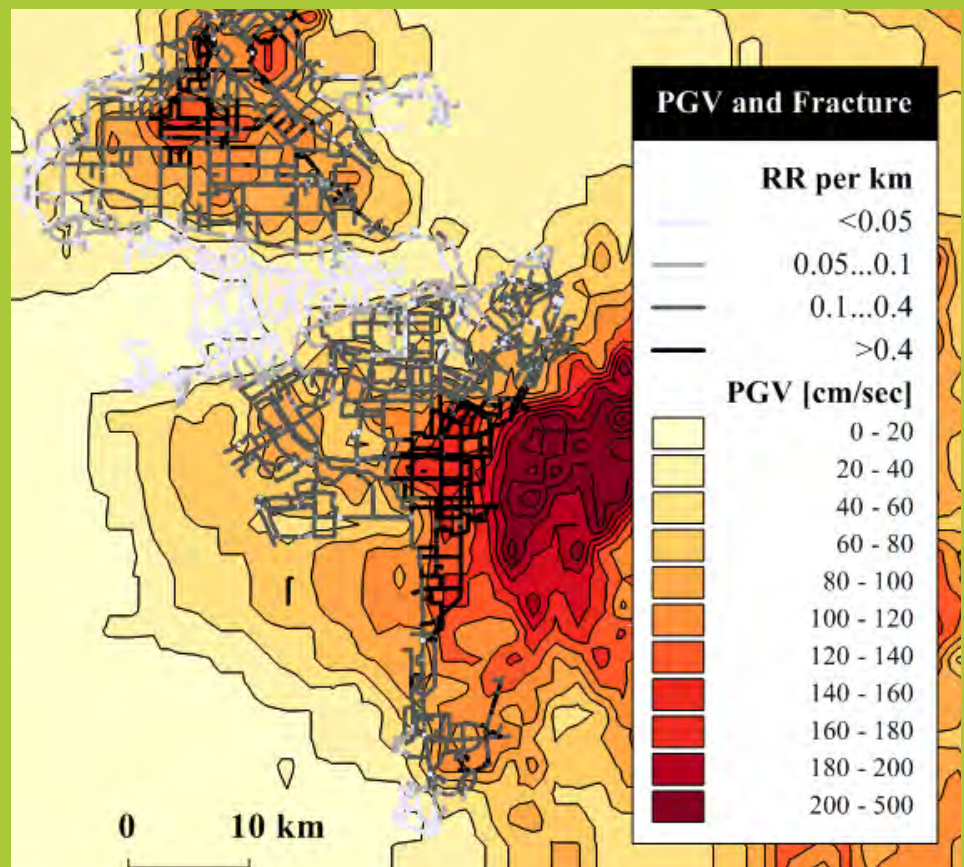 PGV and Fracture
RR per km
<0.05
0.05...0.1
0.1...0.4
>0.4
PGV [cm/sec]
0 - 20
20 - 40
40 - 60
60 - 80
80 - 100
100 - 120
120 - 140
140 - 160
160 - 180
180 - 200
200 - 500
0 10 km